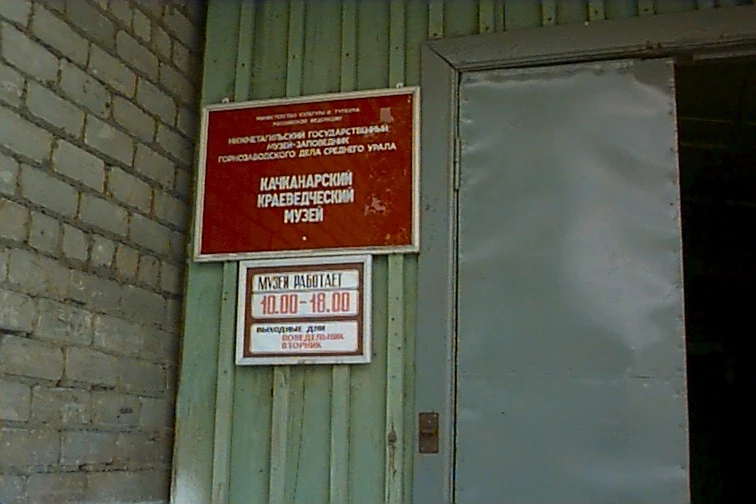 МИНИСТЕРСТВО КУЛЬТУРЫ И ТУРИЗМА
РОССИЙСКОЙ ФЕДЕРАЦИИ
НИЖНЕТАГИЛЬСКИЙ ГОСУДАРСТВЕННЫЙ
МУЗЕЙ-ЗАПОВЕДНИК
ГОРНОЗАВОДСКОГО ДЕЛА СРЕДНЕГО УРАЛА
КАЧКАНАРСКИЙ
КРАЕВЕДЧЕСКИЙ
МУЗЕЙ
МУЗЕЙ РАБОТАЕТ
10.00-18.00
ВЫХОДНЫЕ ДНИ
ПОНЕДЕЛЬНИК
ВТОРНИК